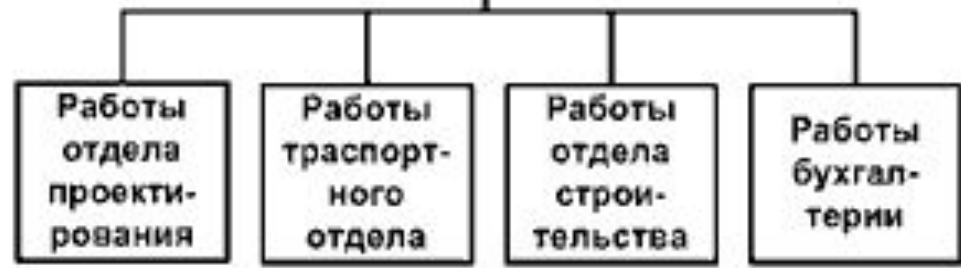 Работы
отдела
проекти-
рования
Работы
траспорт-
ного
отдела
Работы
отдела
строи-
тельства
Работы
бухгал-
терии